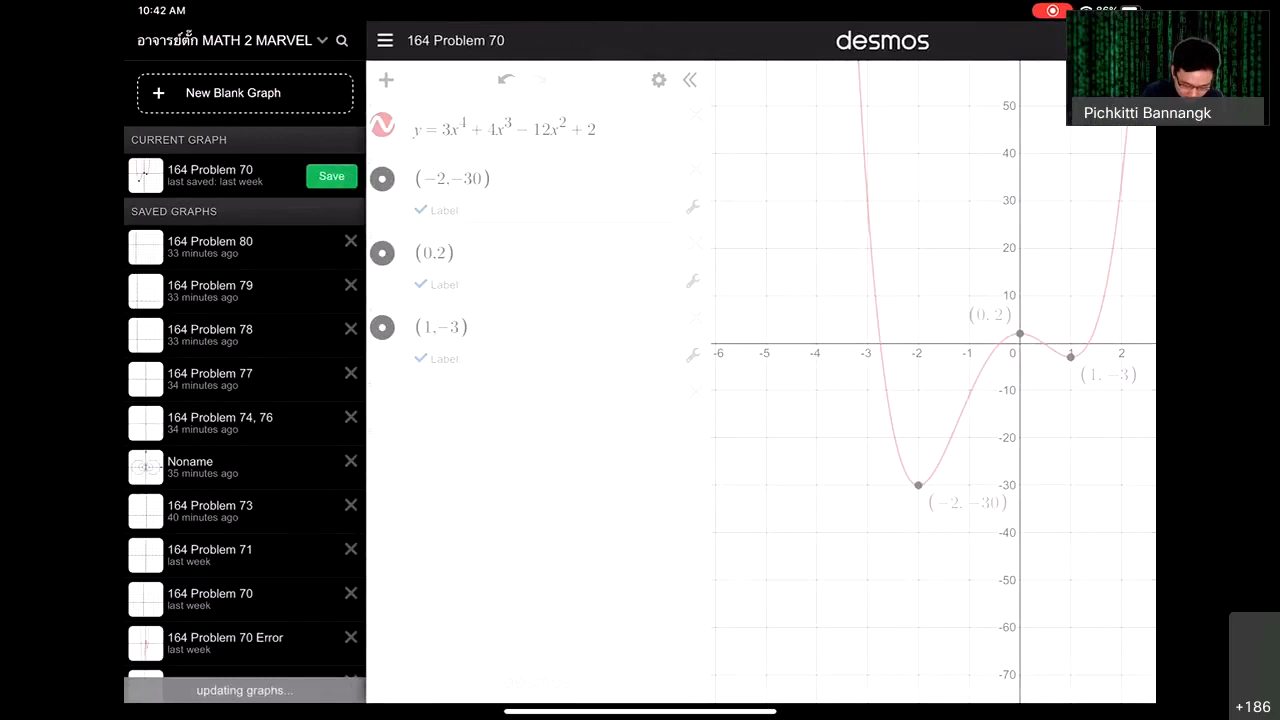 10:42 AM
86%
อาจารย์ตั๊ก MATH 2 MARVEL
164 Problem 70
desmos
Pichkitti Bannangk
New Blank Graph
CURRENT GRAPH
164 Problem 70
last saved: last week
Save
SAVED GRAPHS
164 Problem 80
33 minutes ago
164 Problem 79
33 minutes ago
164 Problem 78
33 minutes ago
164 Problem 77
34 minutes ago
164 Problem 74, 76
34 minutes ago
Noname
35 minutes ago
164 Problem 73
40 minutes ago
164 Problem 71
last week
164 Problem 70
last week
164 Problem 70 Error
last week
updating graphs...
y = 3x⁴ + 4x³ − 12x² + 2
(−2,−30)
Label
(0.2)
Label
(1,−3)
Label
50
40
30
20
10
(0, 2)
-6 -5 -4 -3 -2 -1 0 1 2
(1, −3)
-10
-20
-30
(−2, −30)
-40
-50
-60
-70
+186